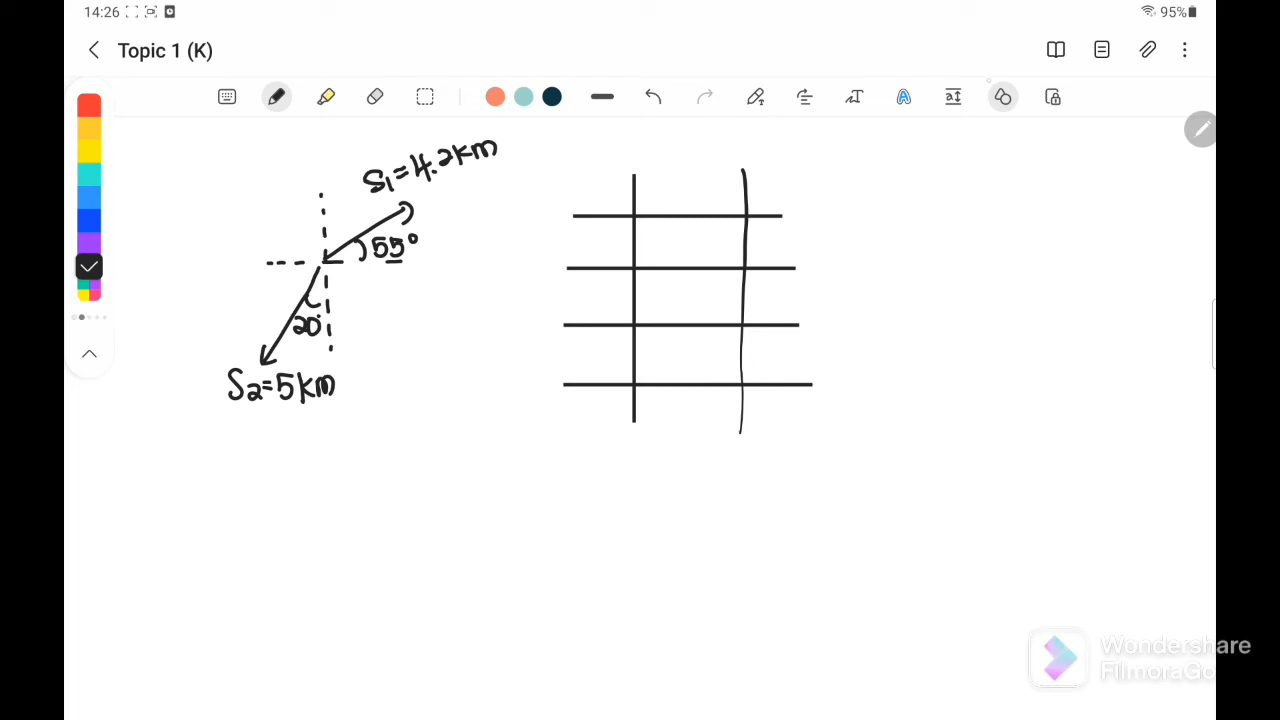 14:26
95%
Topic 1 (K)
S1=4.2km
55°
20°
S2=5km
Wondershare
FilmoraGo